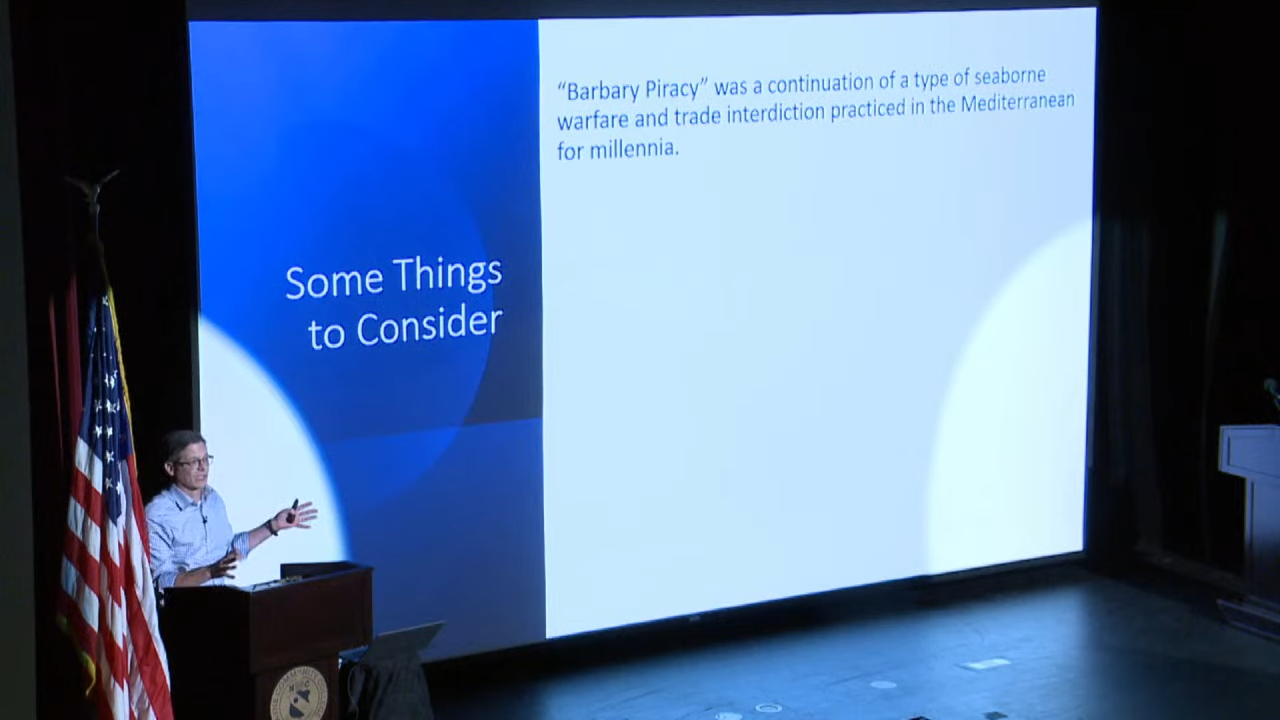 “Barbary Piracy” was a continuation of a type of seaborne
warfare and trade interdiction practiced in the Mediterranean
for millennia.
Some Things
to Consider